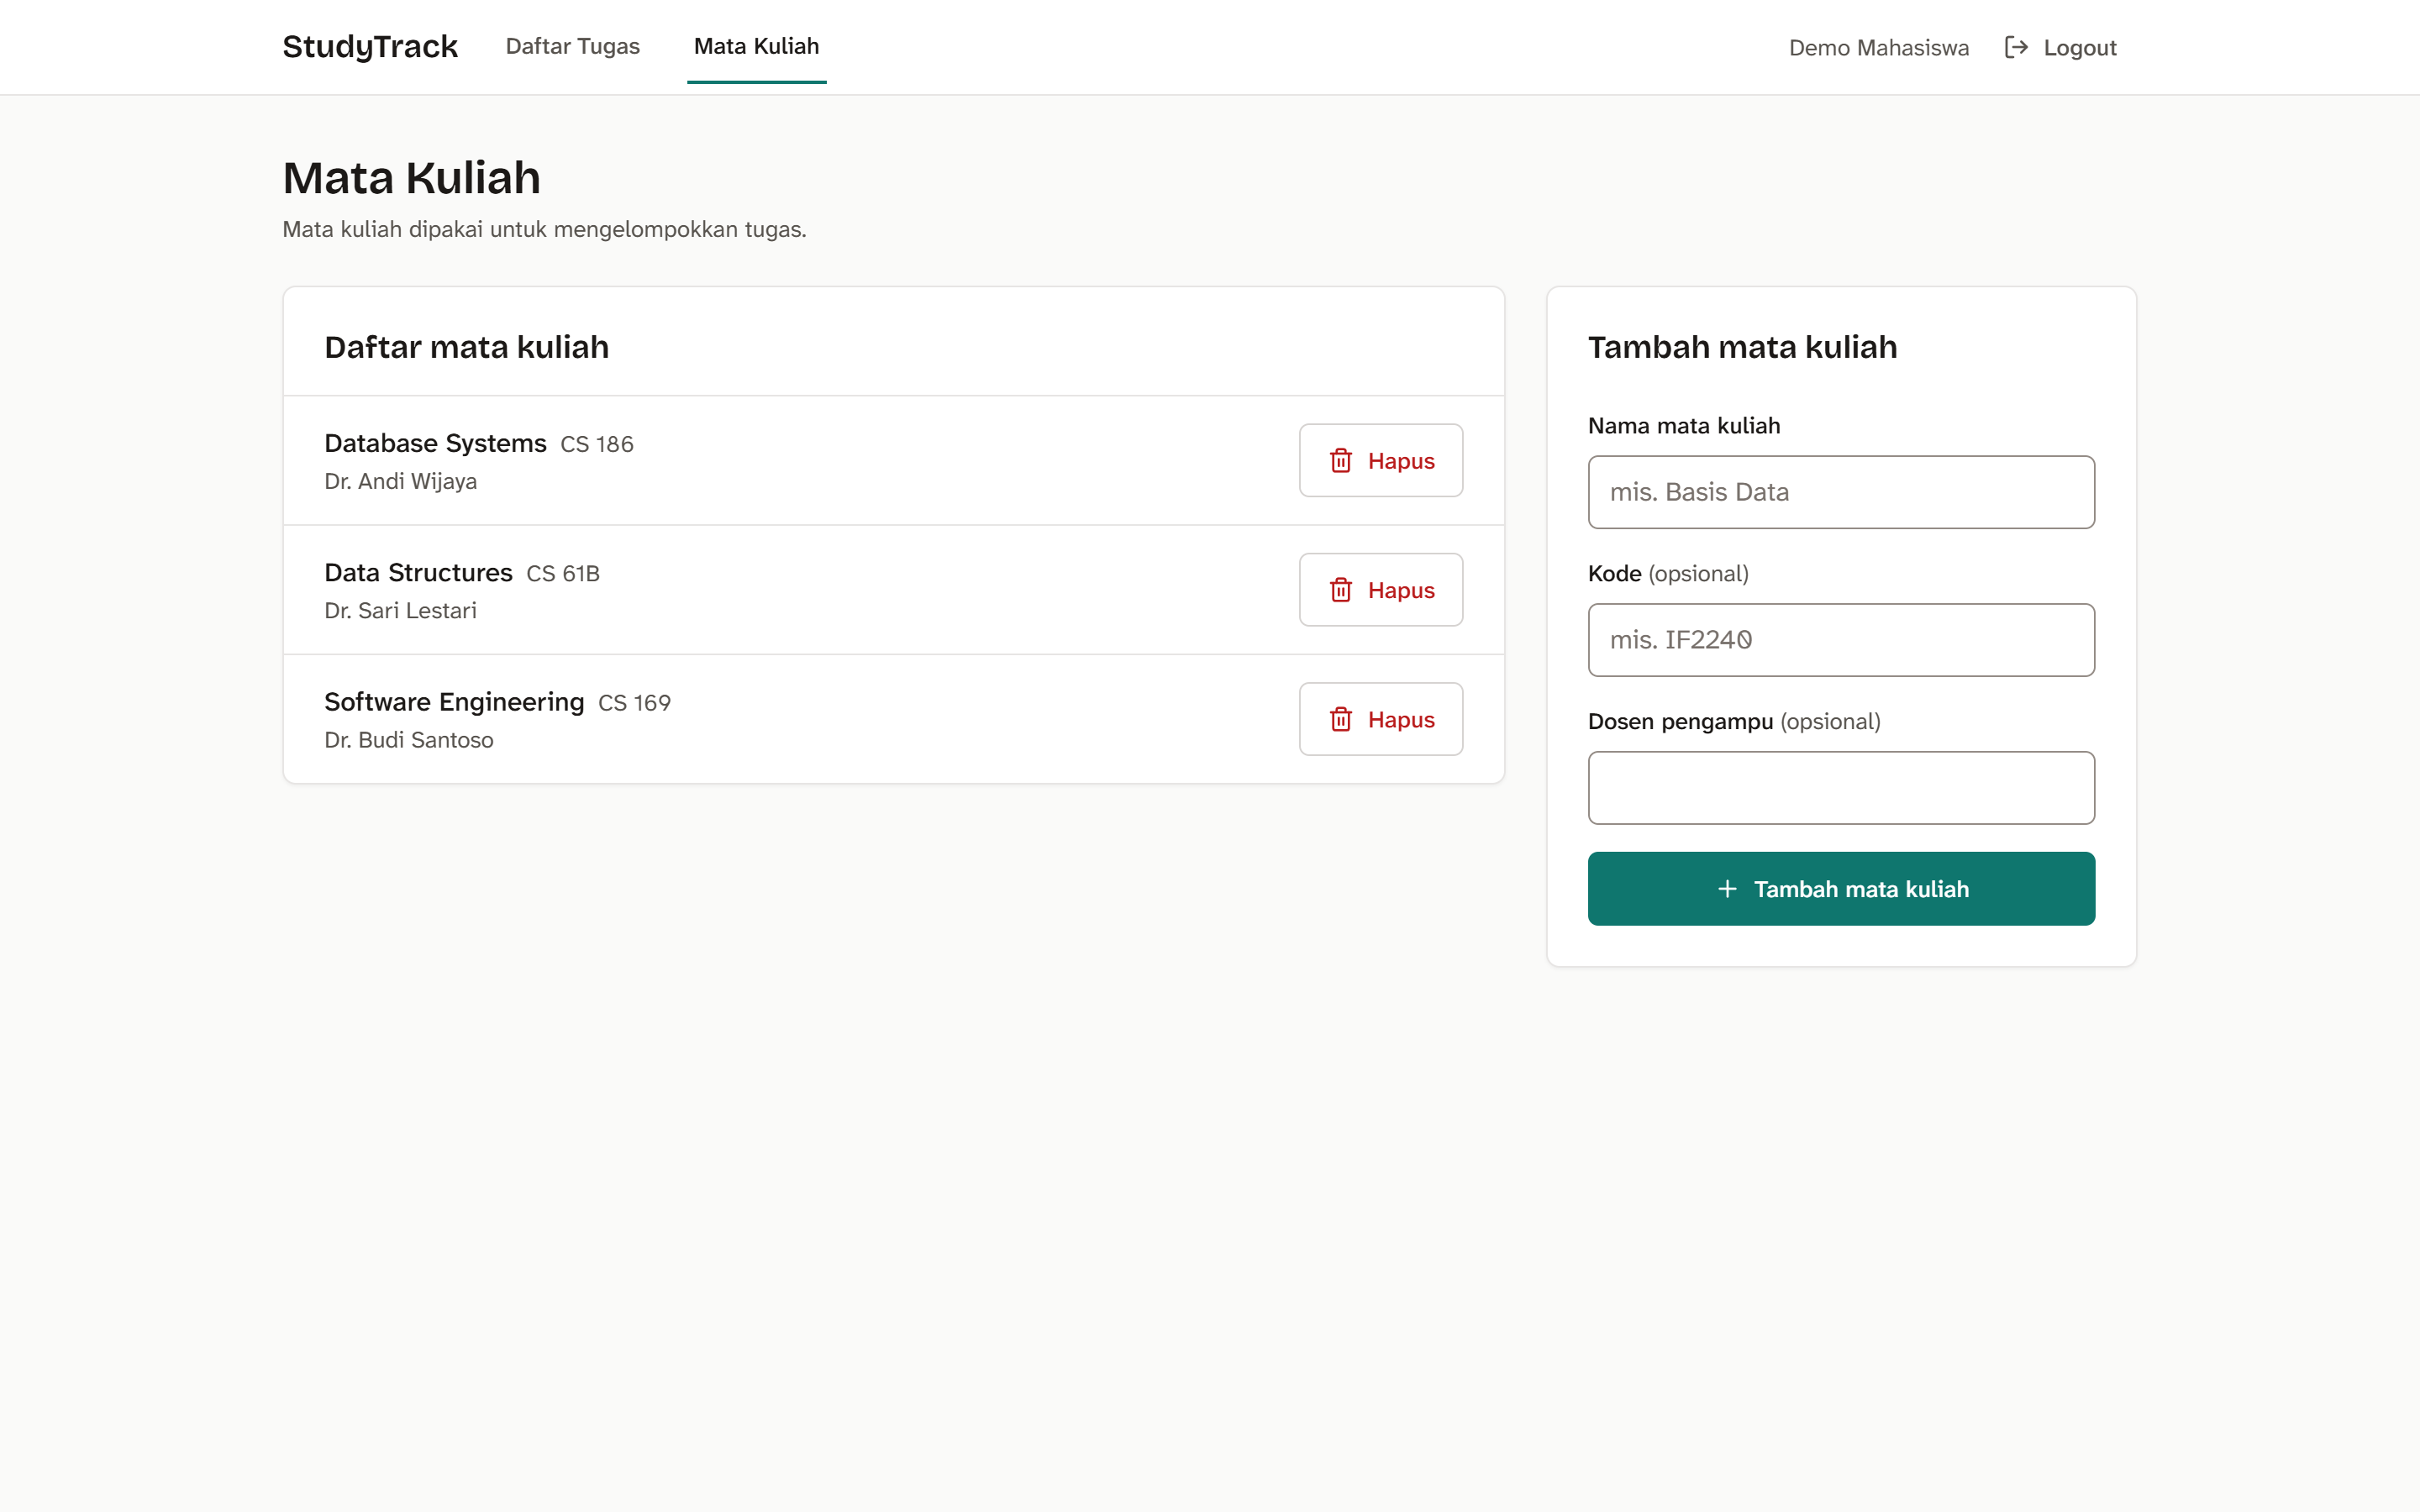 StudyTrack
Daftar Tugas
Mata Kuliah
Demo Mahasiswa
Logout
Mata Kuliah
Mata kuliah dipakai untuk mengelompokkan tugas.
Daftar mata kuliah
Database Systems CS 186
Dr. Andi Wijaya
Hapus
Data Structures CS 61B
Dr. Sari Lestari
Hapus
Software Engineering CS 169
Dr. Budi Santoso
Hapus
Tambah mata kuliah
Nama mata kuliah
mis. Basis Data
Kode (opsional)
mis. IF2240
Dosen pengampu (opsional)
Tambah mata kuliah